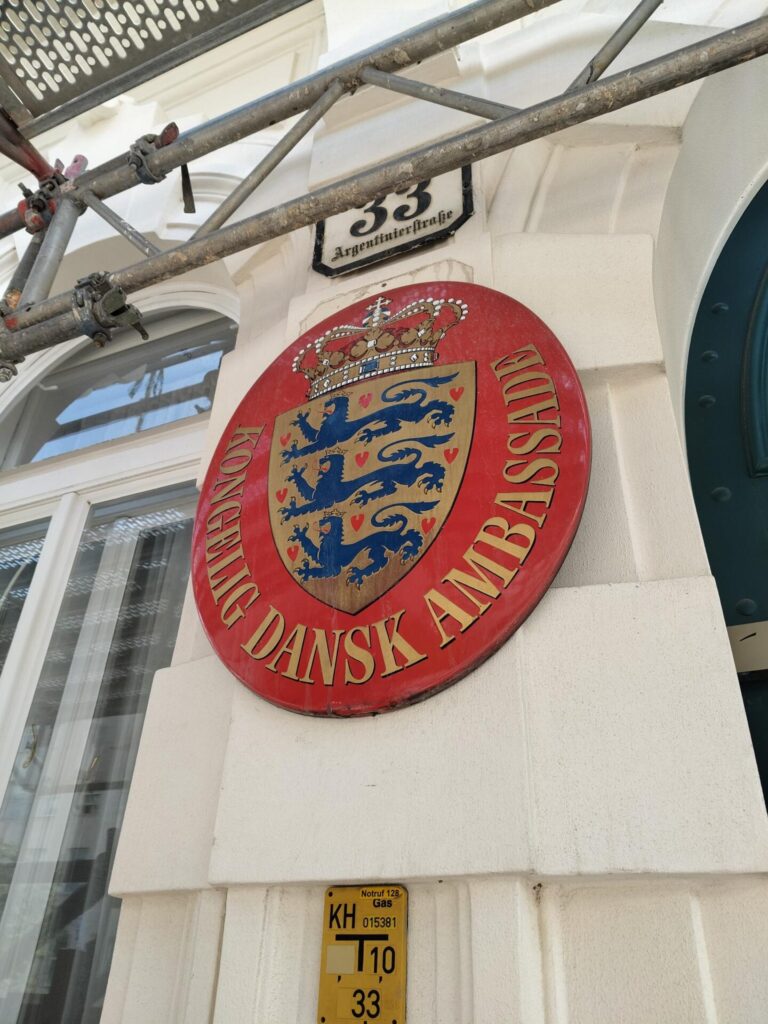 33
Argentinierſtraße
KONGELIG DANSK AMBASSADE
Notruf 128
Gas
KH 015381
10
33